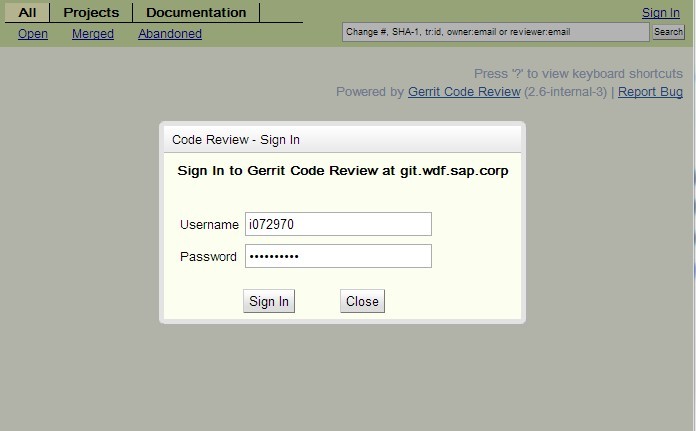 All Projects Documentation Sign In
Open Merged Abandoned Change #, SHA-1, tr:id, owner:email or reviewer:email Search
Press '?' to view keyboard shortcuts
Powered by Gerrit Code Review (2.6-internal-3) | Report Bug
Code Review - Sign In
Sign In to Gerrit Code Review at git.wdf.sap.corp
Username i072970
Password ••••••••••
Sign In Close